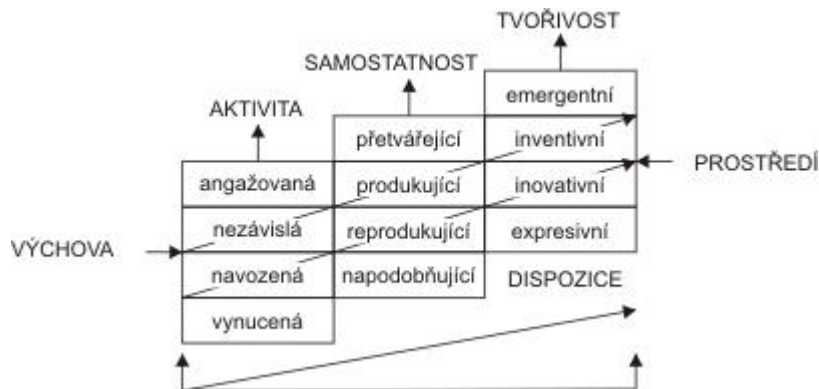 TVOŘIVOST
SAMOSTATNOST
AKTIVITA
emergentní
přetvářející
inventivní
angažovaná
produkující
inovativní
PROSTŘEDÍ
nezávislá
reprodukující
expresivní
VÝCHOVA
navozená
napodobňující
DISPOZICE
vynucená